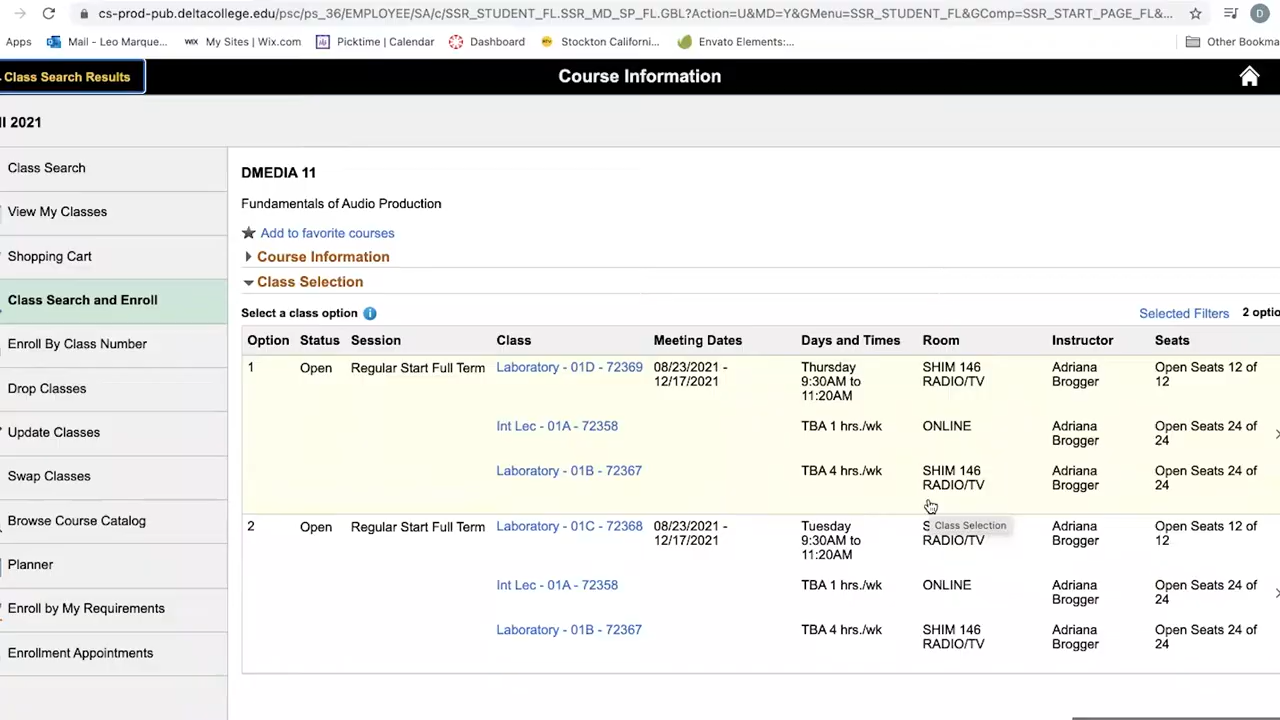 cs-prod-pub.deltacollege.edu/psc/ps_36/EMPLOYEE/SA/c/SSR_STUDENT_FL.SSR_MD_SP_FL.GBL?Action=U&MD=Y&GMenu=SSR_STUDENT_FL&GComp=SSR_START_PAGE_FL&...
D
Apps Mail - Leo Marque... WIX My Sites | Wix.com Picktime | Calendar Dashboard Stockton Californi... Envato Elements:... Other Bookma
Class Search Results
Course Information
ll 2021
Class Search
View My Classes
Shopping Cart
Class Search and Enroll
Enroll By Class Number
Drop Classes
Update Classes
Swap Classes
Browse Course Catalog
Planner
Enroll by My Requirements
Enrollment Appointments
DMEDIA 11
Fundamentals of Audio Production
Add to favorite courses
Course Information
Class Selection
Select a class option
Selected Filters 2 optio
Option Status Session Class Meeting Dates Days and Times Room Instructor Seats
1 Open Regular Start Full Term Laboratory - 01D - 72369 08/23/2021 - Thursday SHIM 146 Adriana Open Seats 12 of
12/17/2021 9:30AM to RADIO/TV Brogger 12
11:20AM
Int Lec - 01A - 72358 TBA 1 hrs./wk ONLINE Adriana Open Seats 24 of
Brogger 24
Laboratory - 01B - 72367 TBA 4 hrs./wk SHIM 146 Adriana Open Seats 24 of
RADIO/TV Brogger 24
2 Open Regular Start Full Term Laboratory - 01C - 72368 08/23/2021 - Tuesday S Class Selection Adriana Open Seats 12 of
12/17/2021 9:30AM to RADIO/TV Brogger 12
11:20AM
Int Lec - 01A - 72358 TBA 1 hrs./wk ONLINE Adriana Open Seats 24 of
Brogger 24
Laboratory - 01B - 72367 TBA 4 hrs./wk SHIM 146 Adriana Open Seats 24 of
RADIO/TV Brogger 24